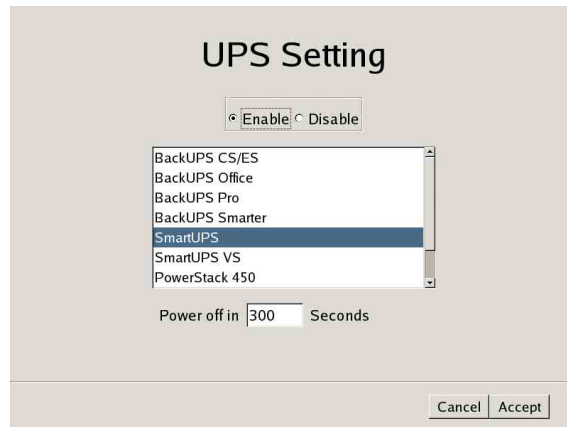 UPS Setting
Enable Disable
BackUPS CS/ES
BackUPS Office
BackUPS Pro
BackUPS Smarter
SmartUPS
SmartUPS VS
PowerStack 450
Power off in 300 Seconds
Cancel Accept